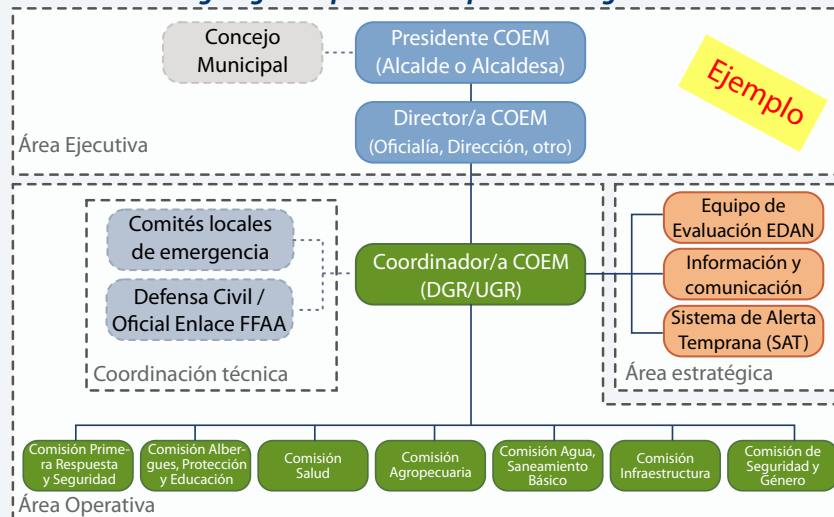 Concejo
Municipal
Presidente COEM
(Alcalde o Alcaldesa)
Ejemplo
Director/a COEM
(Oficialía, Dirección, otro)
Área Ejecutiva
Comités locales
de emergencia
Defensa Civil /
Oficial Enlace FFAA
Coordinación técnica
Coordinador/a COEM
(DGR/UGR)
Equipo de
Evaluación EDAN
Información y
comunicación
Sistema de Alerta
Temprana (SAT)
Área estratégica
Comisión Prime-
ra Respuesta
y Seguridad
Comisión Alber-
gues, Protección
y Educación
Comisión
Salud
Comisión
Agropecuaria
Comisión Agua,
Saneamiento
Básico
Comisión
Infraestructura
Comisión de
Seguridad y
Género
Área Operativa